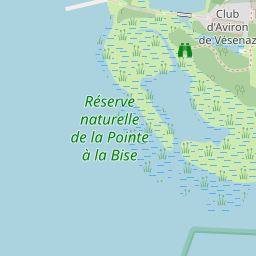 Club
d'Aviron
de Vésenaz
Réserve
naturelle
de la Pointe
à la Bise